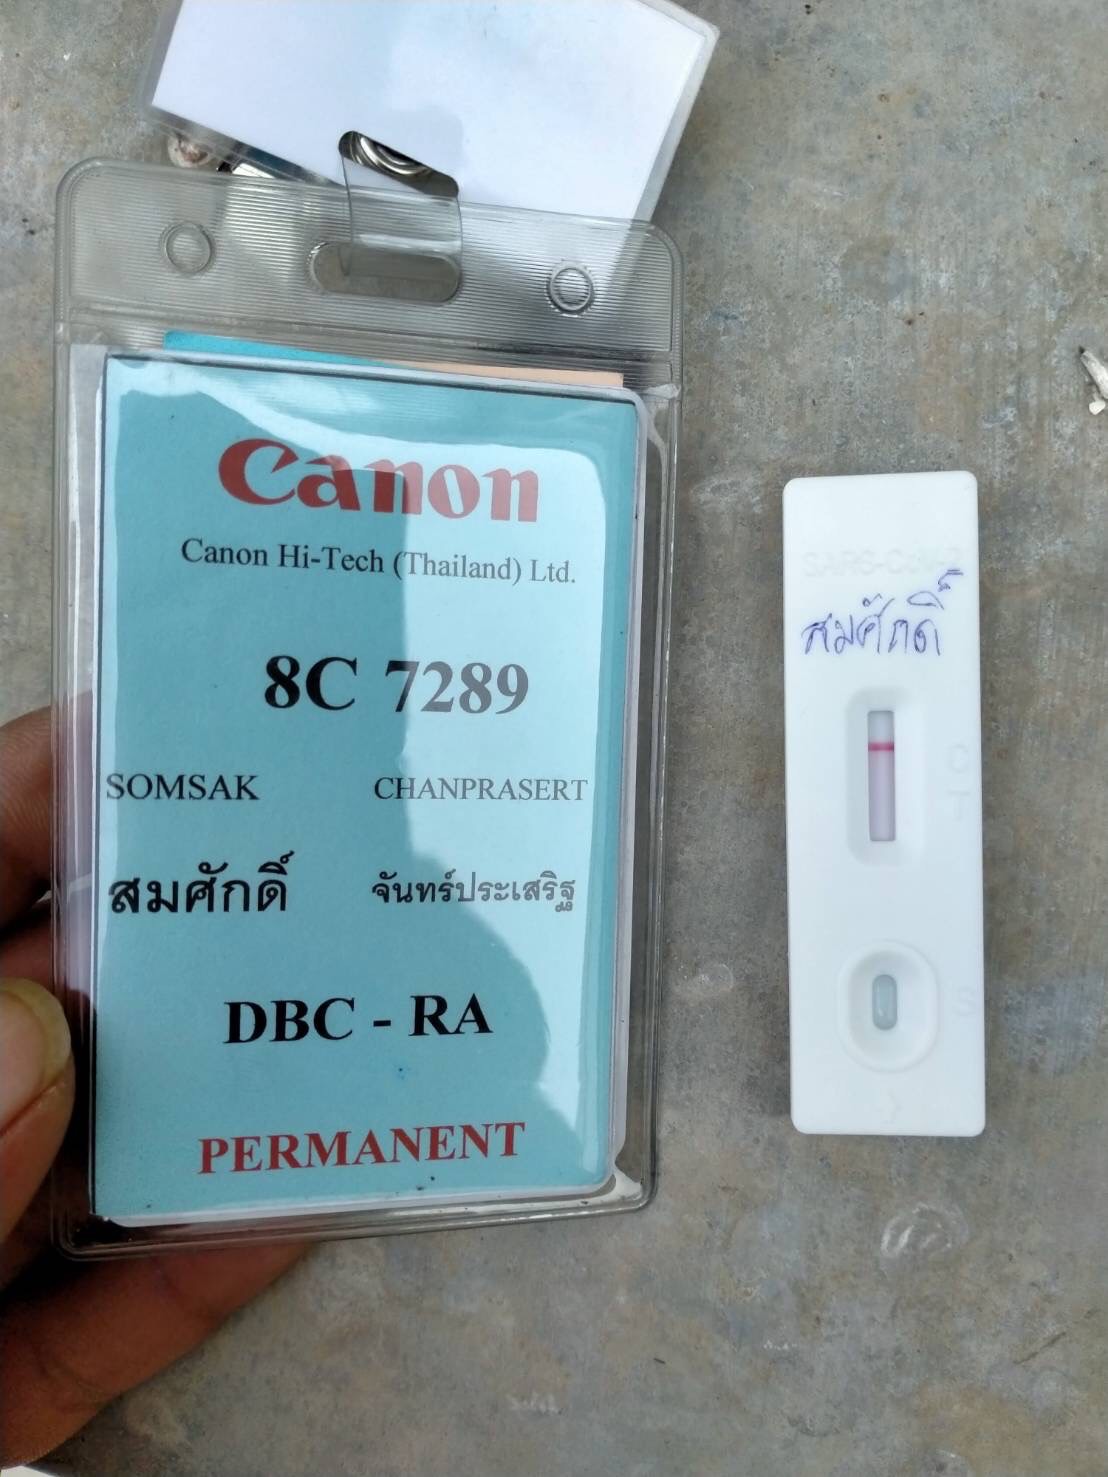 Canon
Canon Hi-Tech (Thailand) Ltd.
8C 7289
SOMSAK CHANPRASERT
สมศักดิ์ จันทร์ประเสริฐ
DBC - RA
PERMANENT
SARS-CoV-2
สมศักดิ์
C
T
S